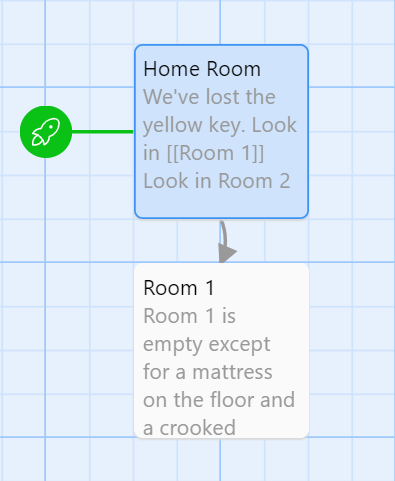 Home Room
We've lost the
yellow key. Look
in [[Room 1]]
Look in Room 2
Room 1
Room 1 is
empty except
for a mattress
on the floor and
a crooked